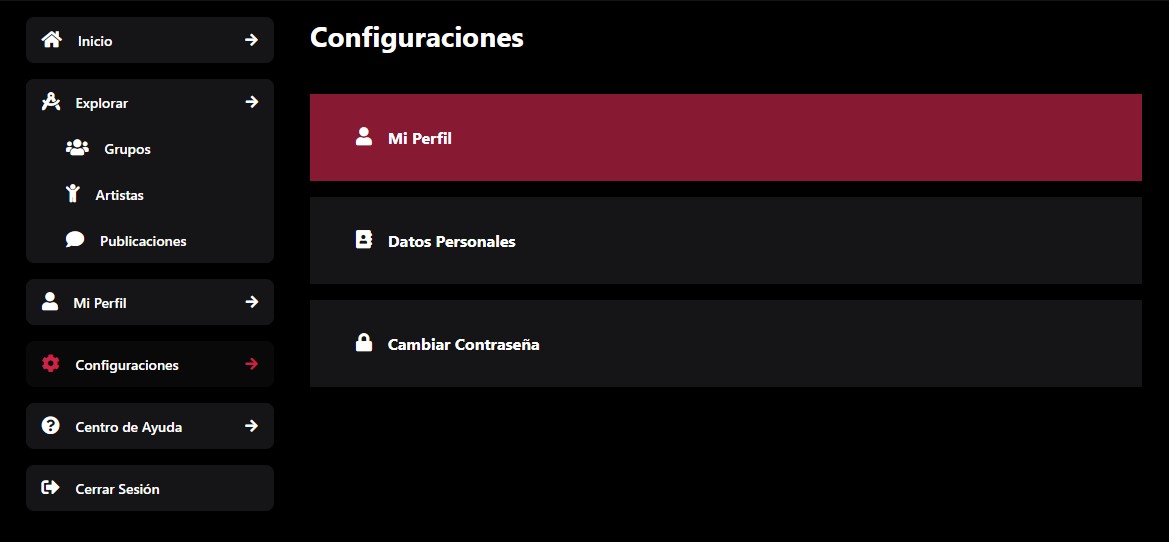 Inicio
Explorar
Grupos
Artistas
Publicaciones
Mi Perfil
Configuraciones
Centro de Ayuda
Cerrar Sesión
Configuraciones
Mi Perfil
Datos Personales
Cambiar Contraseña